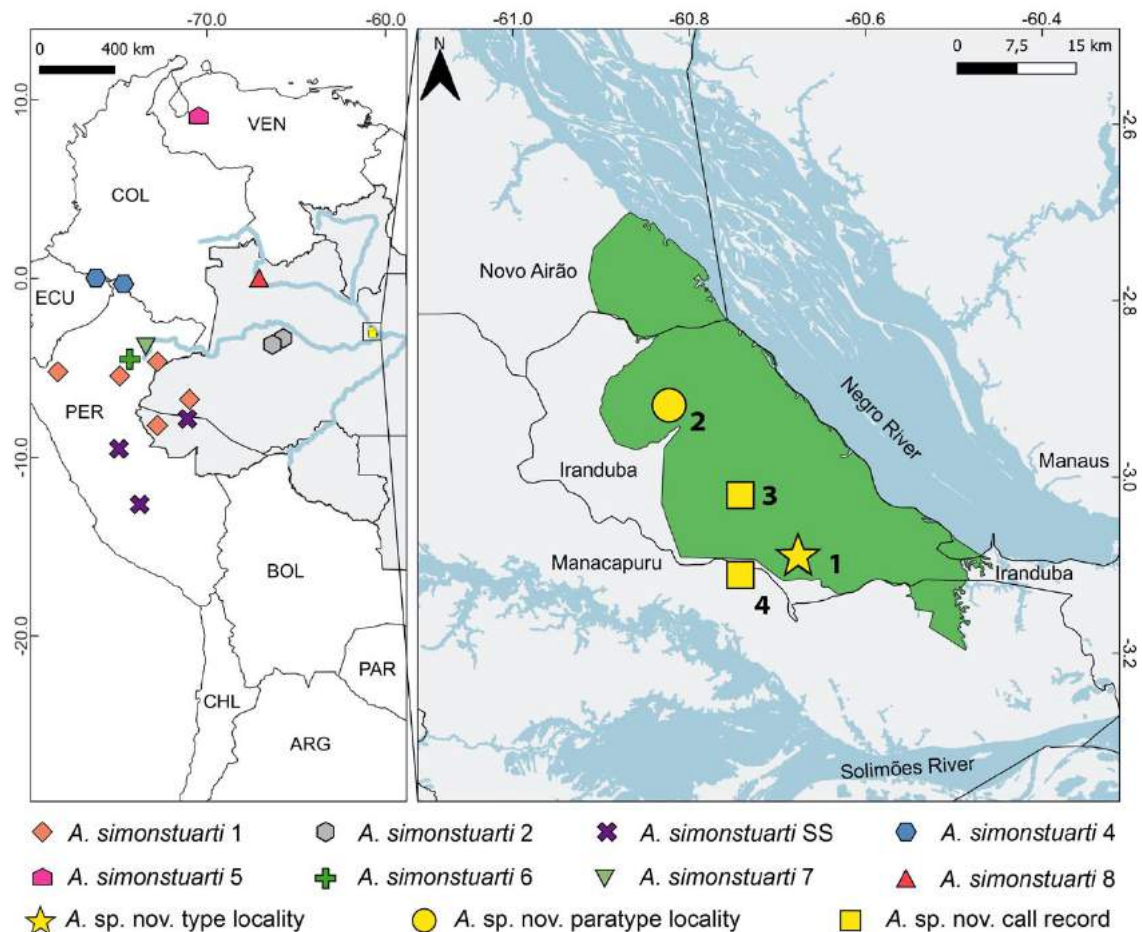 -70.0 -60.0
-61.0 -60.8 -60.6 -60.4
0 400 km
N
0 7,5 15 km
10.0
0.0
-10.0
-20.0
VEN
COL
ECU
PER
BOL
PAR
CHL
ARG
-2.6
-2.8
-3.0
-3.2
Novo Airão
Negro River
2
Iranduba
Manaus
3
Manacapuru
1
Iranduba
4
Solimões River
A. simonstuarti 1 A. simonstuarti 2 A. simonstuarti SS A. simonstuarti 4
A. simonstuarti 5 A. simonstuarti 6 A. simonstuarti 7 A. simonstuarti 8
A. sp. nov. type locality A. sp. nov. paratype locality A. sp. nov. call record